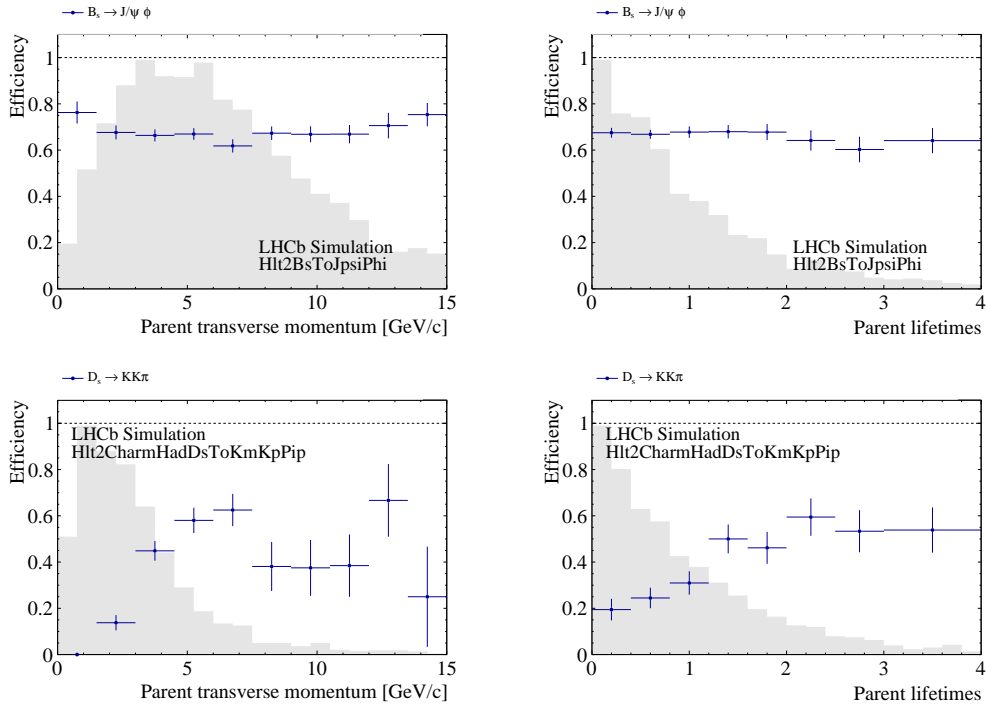 B_s → J/ψ φ
Efficiency
1
0.8
0.6
0.4
0.2
0
LHCb Simulation
Hlt2BsToJpsiPhi
0 5 10 15
Parent transverse momentum [GeV/c]
B_s → J/ψ φ
Efficiency
1
0.8
0.6
0.4
0.2
0
LHCb Simulation
Hlt2BsToJpsiPhi
0 1 2 3 4
Parent lifetimes
D_s → KKπ
Efficiency
1
0.8
0.6
0.4
0.2
0
LHCb Simulation
Hlt2CharmHadDsToKmKpPip
0 5 10 15
Parent transverse momentum [GeV/c]
D_s → KKπ
Efficiency
1
0.8
0.6
0.4
0.2
0
LHCb Simulation
Hlt2CharmHadDsToKmKpPip
0 1 2 3 4
Parent lifetimes